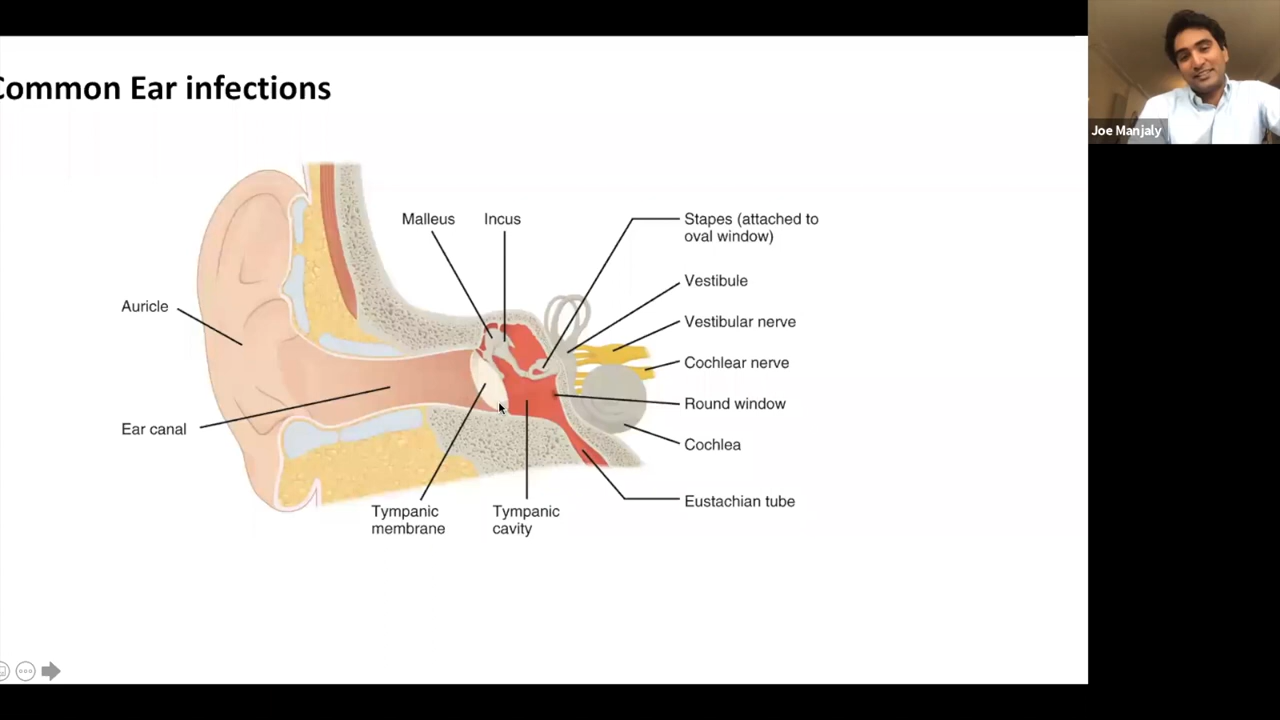 Common Ear infections
Joe Manjaly
Malleus
Incus
Stapes (attached to
oval window)
Vestibule
Auricle
Vestibular nerve
Cochlear nerve
Round window
Ear canal
Cochlea
Eustachian tube
Tympanic
membrane
Tympanic
cavity